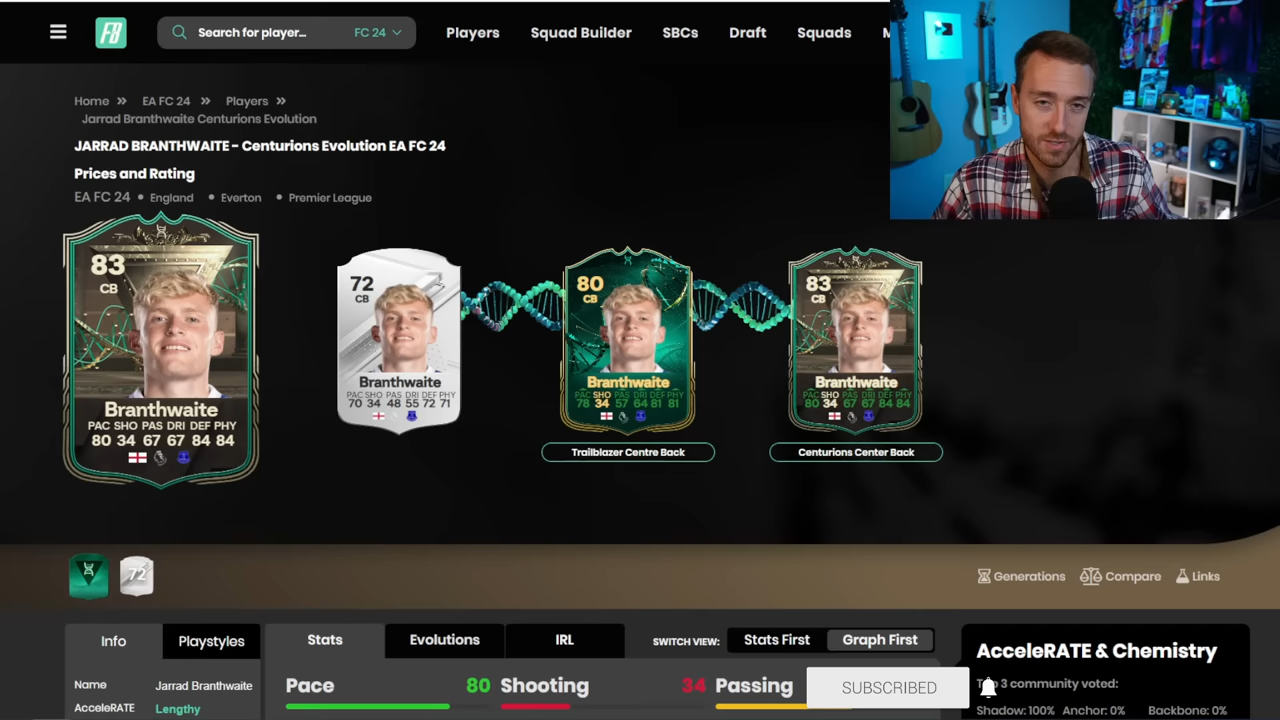 FB
Search for player...
FC 24
Players
Squad Builder
SBCs
Draft
Squads
M
Home » EA FC 24 » Players »
Jarrad Branthwaite Centurions Evolution
JARRAD BRANTHWAITE - Centurions Evolution EA FC 24
Prices and Rating
EA FC 24 • England • Everton • Premier League
83
CB
Branthwaite
PAC SHO PAS DRI DEF PHY
80 34 67 67 84 84
72
CB
Branthwaite
PAC SHO PAS DRI DEF PHY
70 34 48 55 72 71
80
CB
Branthwaite
PAC SHO PAS DRI DEF PHY
78 34 57 64 81 81
Trailblazer Centre Back
83
CB
Branthwaite
PAC SHO PAS DRI DEF PHY
80 34 67 67 84 84
Centurions Center Back
72
Generations
Compare
Links
Info
Playstyles
Name Jarrad Branthwaite
AcceleRATE Lengthy
Stats
Evolutions
IRL
SWITCH VIEW:
Stats First
Graph First
Pace 80
Shooting 34
Passing
SUBSCRIBED
AcceleRATE & Chemistry
3 community voted:
Shadow: 100% Anchor: 0% Backbone: 0%